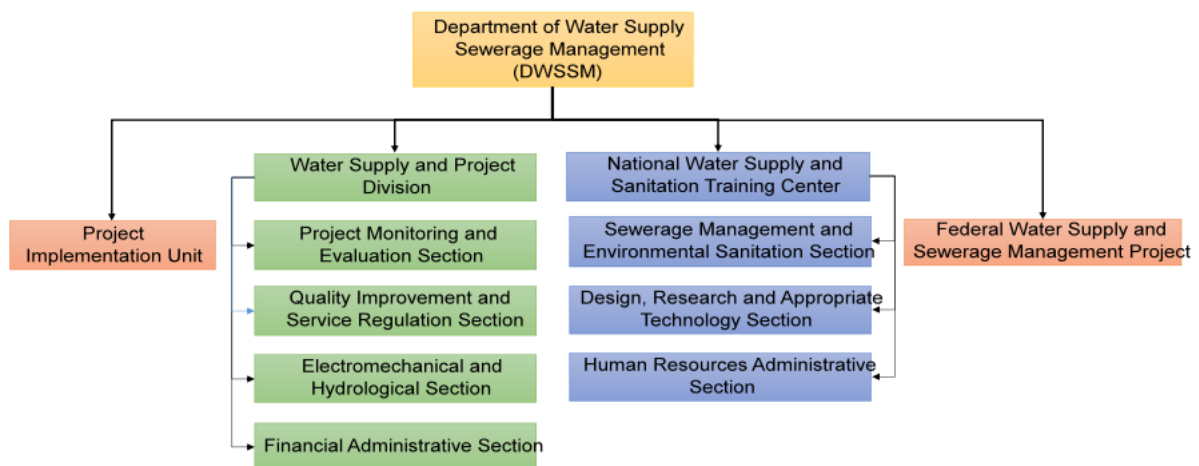 Department of Water Supply
Sewerage Management
(DWSSM)
Project
Implementation Unit
Water Supply and Project
Division
Project Monitoring and
Evaluation Section
Quality Improvement and
Service Regulation Section
Electromechanical and
Hydrological Section
Financial Administrative Section
National Water Supply and
Sanitation Training Center
Sewerage Management and
Environmental Sanitation Section
Design, Research and Appropriate
Technology Section
Human Resources Administrative
Section
Federal Water Supply and
Sewerage Management Project